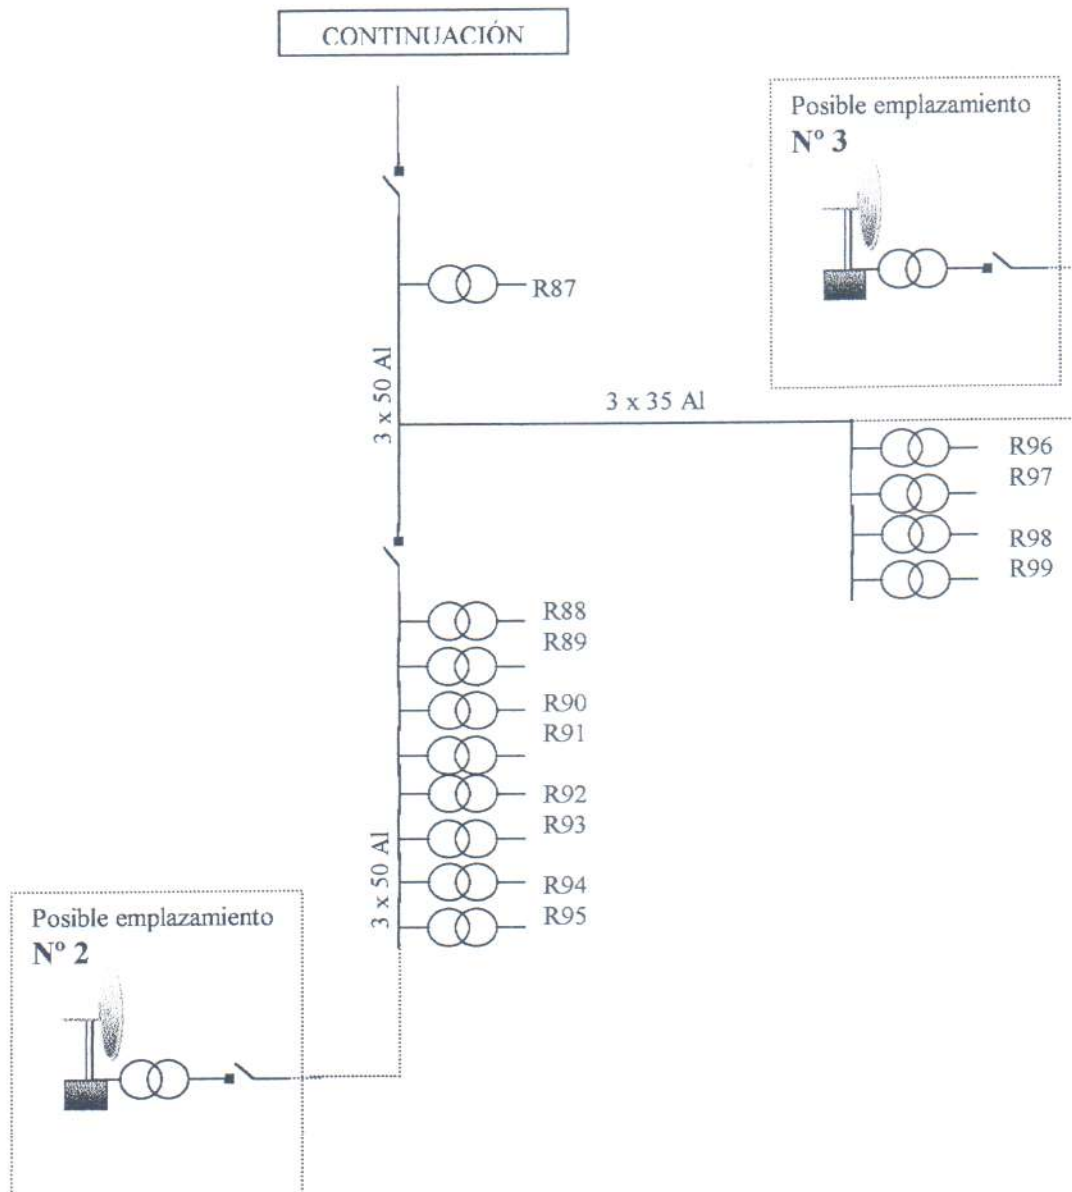 CONTINUACIÓN
Posible emplazamiento
Nº 3
R87
3 x 50 Al
3 x 35 Al
R96
R97
R98
R99
R88
R89
R90
R91
R92
R93
R94
R95
3 x 50 Al
Posible emplazamiento
Nº 2